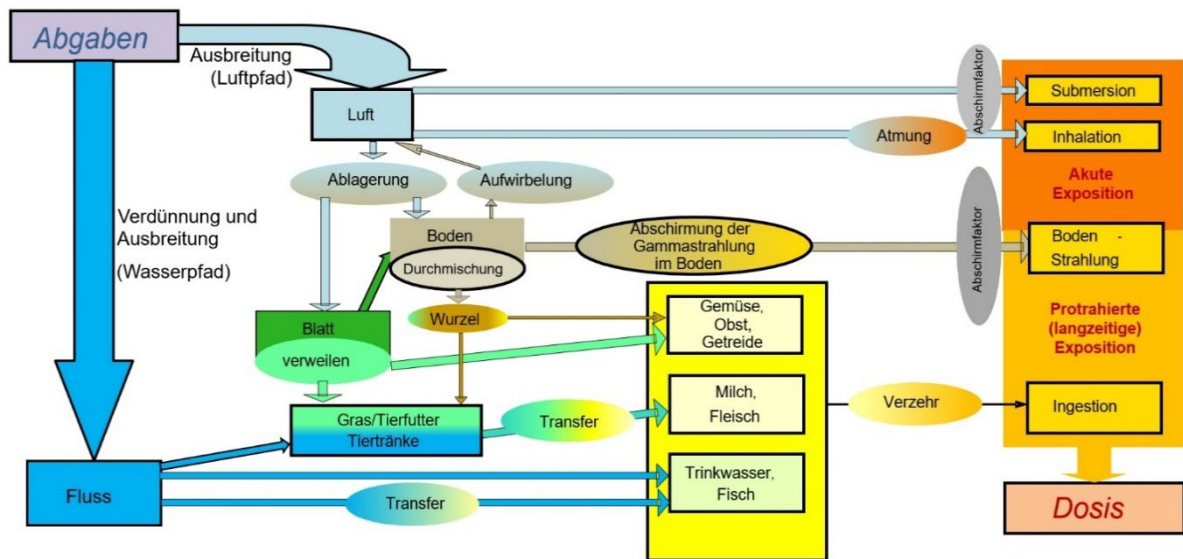 Abgaben
Ausbreitung
(Luftpfad)
Luft
Abschirmfaktor
Submersion
Atmung
Inhalation
Akute
Exposition
Ablagerung
Aufwirbelung
Verdünnung und
Ausbreitung
(Wasserpfad)
Boden
Durchmischung
Abschirmung der
Gammastrahlung
im Boden
Abschirmfaktor
Boden -
Strahlung
Blatt
verweilen
Wurzel
Gemüse,
Obst,
Getreide
Protrahierte
(langzeitige)
Exposition
Gras/Tierfutter
Tiertränke
Transfer
Milch,
Fleisch
Verzehr
Ingestion
Fluss
Transfer
Trinkwasser,
Fisch
Dosis